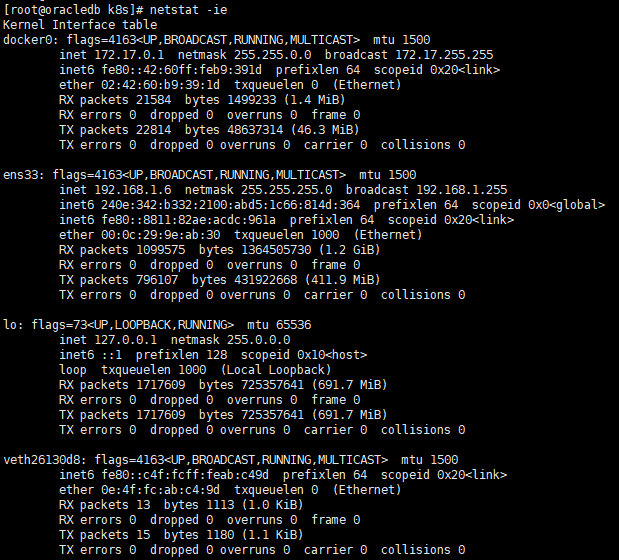 [root@oracledb k8s]# netstat -ie
Kernel Interface table
docker0: flags=4163<UP,BROADCAST,RUNNING,MULTICAST>  mtu 1500
        inet 172.17.0.1  netmask 255.255.0.0  broadcast 172.17.255.255
        inet6 fe80::42:60ff:feb9:391d  prefixlen 64  scopeid 0x20<link>
        ether 02:42:60:b9:39:1d  txqueuelen 0  (Ethernet)
        RX packets 21584  bytes 1499233 (1.4 MiB)
        RX errors 0  dropped 0  overruns 0  frame 0
        TX packets 22814  bytes 48637314 (46.3 MiB)
        TX errors 0  dropped 0 overruns 0  carrier 0  collisions 0

ens33: flags=4163<UP,BROADCAST,RUNNING,MULTICAST>  mtu 1500
        inet 192.168.1.6  netmask 255.255.255.0  broadcast 192.168.1.255
        inet6 240e:342:b332:2100:abd5:1c66:814d:364  prefixlen 64  scopeid 0x0<global>
        inet6 fe80::8811:82ae:acdc:961a  prefixlen 64  scopeid 0x20<link>
        ether 00:0c:29:9e:ab:30  txqueuelen 1000  (Ethernet)
        RX packets 1099575  bytes 1364505730 (1.2 GiB)
        RX errors 0  dropped 0  overruns 0  frame 0
        TX packets 796107  bytes 431922668 (411.9 MiB)
        TX errors 0  dropped 0 overruns 0  carrier 0  collisions 0

lo: flags=73<UP,LOOPBACK,RUNNING>  mtu 65536
        inet 127.0.0.1  netmask 255.0.0.0
        inet6 ::1  prefixlen 128  scopeid 0x10<host>
        loop  txqueuelen 1000  (Local Loopback)
        RX packets 1717609  bytes 725357641 (691.7 MiB)
        RX errors 0  dropped 0  overruns 0  frame 0
        TX packets 1717609  bytes 725357641 (691.7 MiB)
        TX errors 0  dropped 0 overruns 0  carrier 0  collisions 0

veth26130d8: flags=4163<UP,BROADCAST,RUNNING,MULTICAST>  mtu 1500
        inet6 fe80::c4f:fcff:feab:c49d  prefixlen 64  scopeid 0x20<link>
        ether 0e:4f:fc:ab:c4:9d  txqueuelen 0  (Ethernet)
        RX packets 13  bytes 1113 (1.0 KiB)
        RX errors 0  dropped 0  overruns 0  frame 0
        TX packets 15  bytes 1180 (1.1 KiB)
        TX errors 0  dropped 0 overruns 0  carrier 0  collisions 0